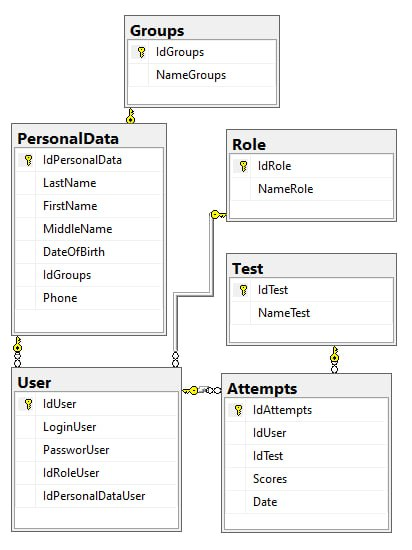 Groups
IdGroups
NameGroups
PersonalData
IdPersonalData
LastName
FirstName
MiddleName
DateOfBirth
IdGroups
Phone
Role
IdRole
NameRole
Test
IdTest
NameTest
User
IdUser
LoginUser
PassworUser
IdRoleUser
IdPersonalDataUser
Attempts
IdAttempts
IdUser
IdTest
Scores
Date